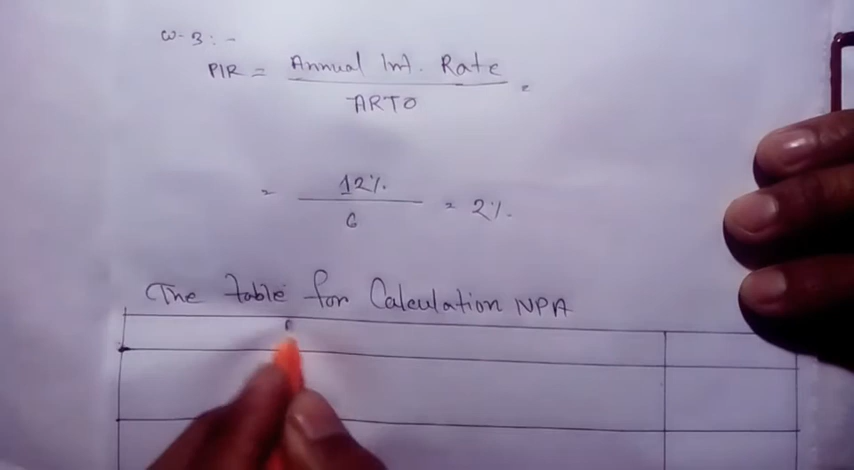 W-3:-
PIR = Annual Int. Rate / ARTO =
= 12% / 6 = 2%.
The table for Calculation NPA